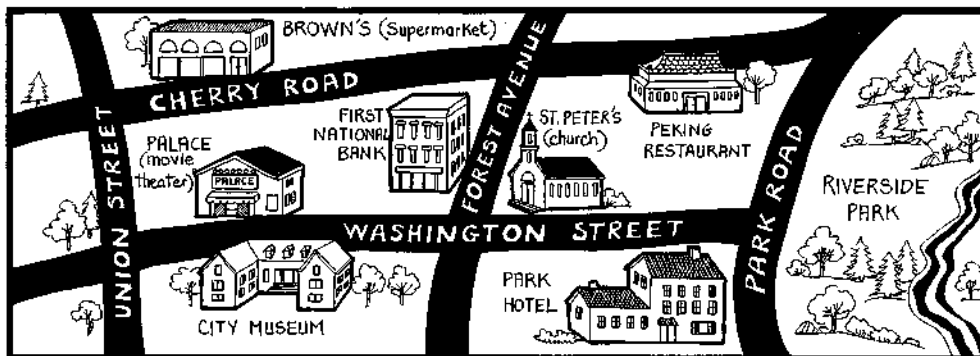 BROWN'S (Supermarket)
CHERRY ROAD
FOREST AVENUE
UNION STREET
PALACE
(movie
theater)
PALACE
FIRST
NATIONAL
BANK
ST. PETER'S
(church)
PEKING
RESTAURANT
PARK ROAD
RIVERSIDE
PARK
WASHINGTON STREET
CITY MUSEUM
PARK
HOTEL